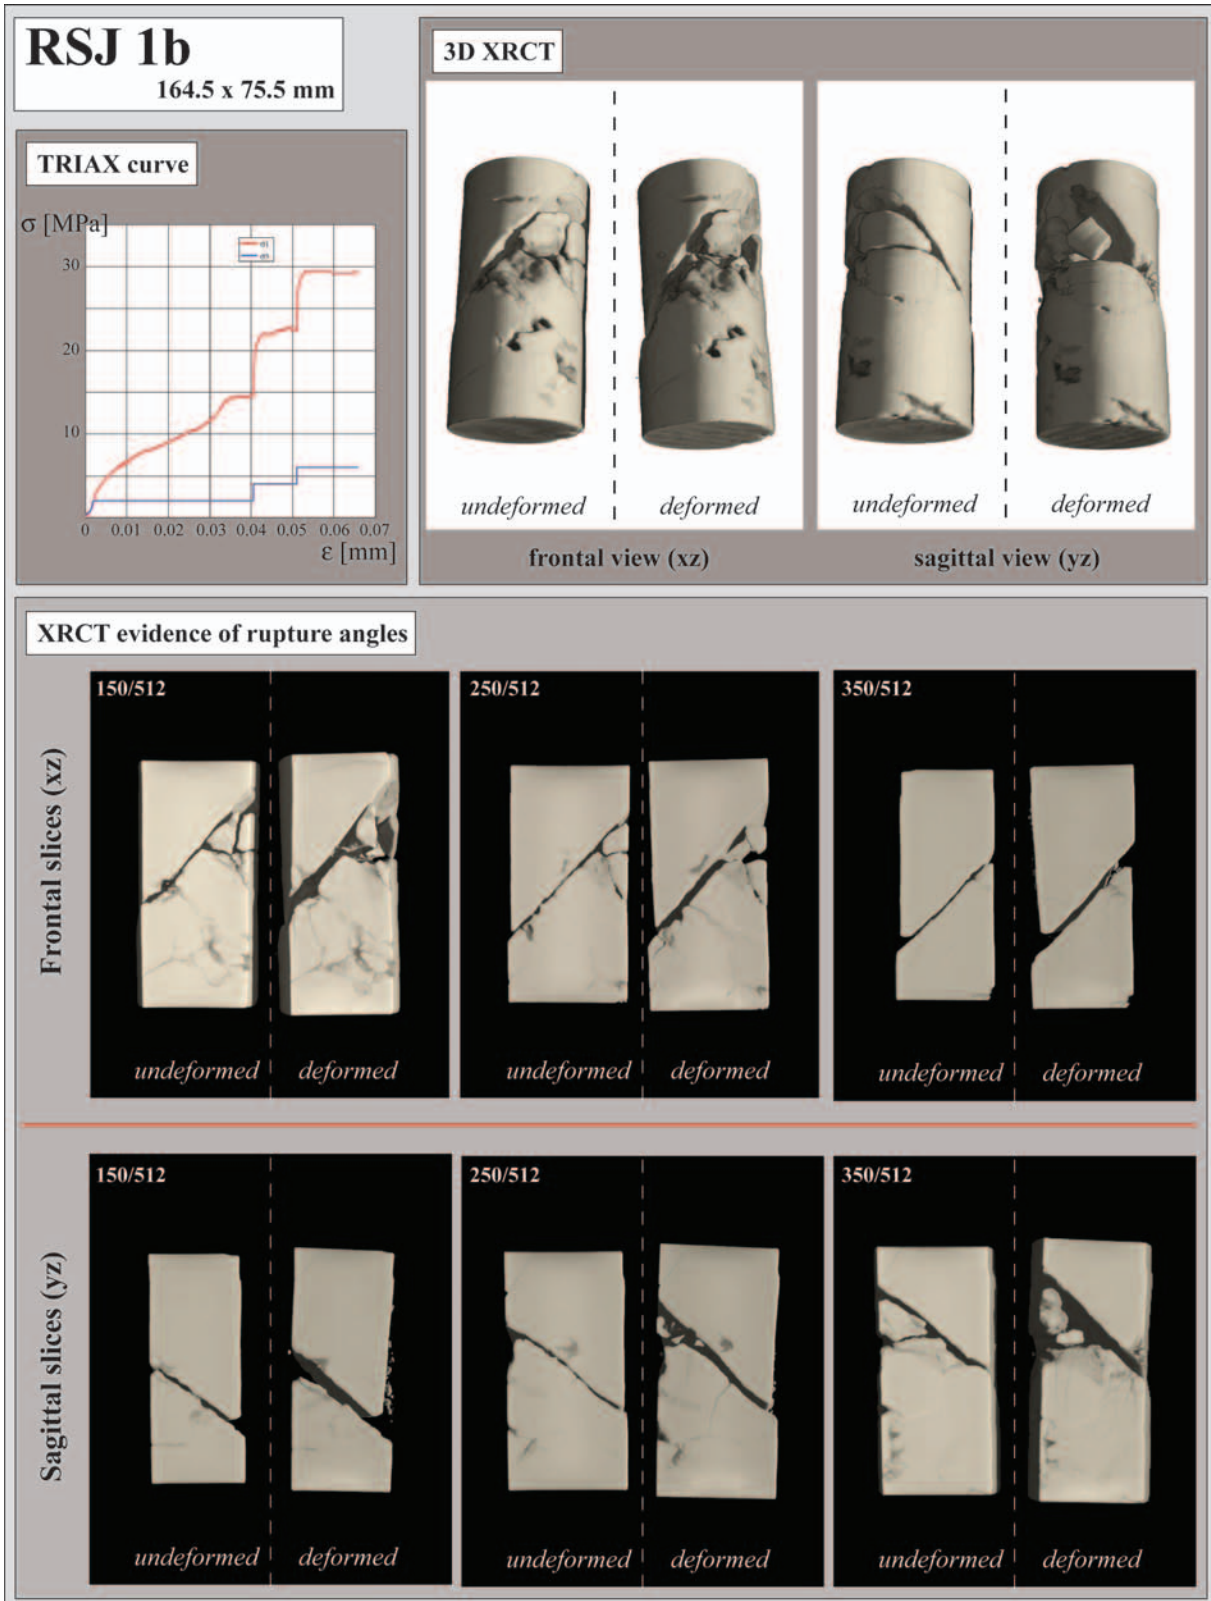 RSJ 1b
164.5 x 75.5 mm
3D XRCT
TRIAX curve
σ [MPa]
σ1
σ3
30
20
10
0 0.01 0.02 0.03 0.04 0.05 0.06 0.07
ε [mm]
undeformed deformed
frontal view (xz)
undeformed deformed
sagittal view (yz)
XRCT evidence of rupture angles
Frontal slices (xz)
150/512
undeformed deformed
250/512
undeformed deformed
350/512
undeformed deformed
Sagittal slices (yz)
150/512
undeformed deformed
250/512
undeformed deformed
350/512
undeformed deformed